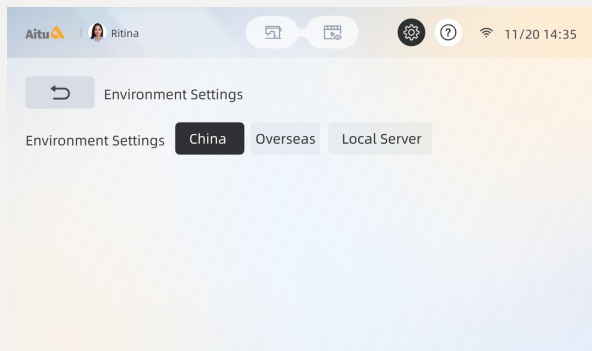 Aitu Ritina ? 11/20 14:35
Environment Settings
Environment Settings China Overseas Local Server